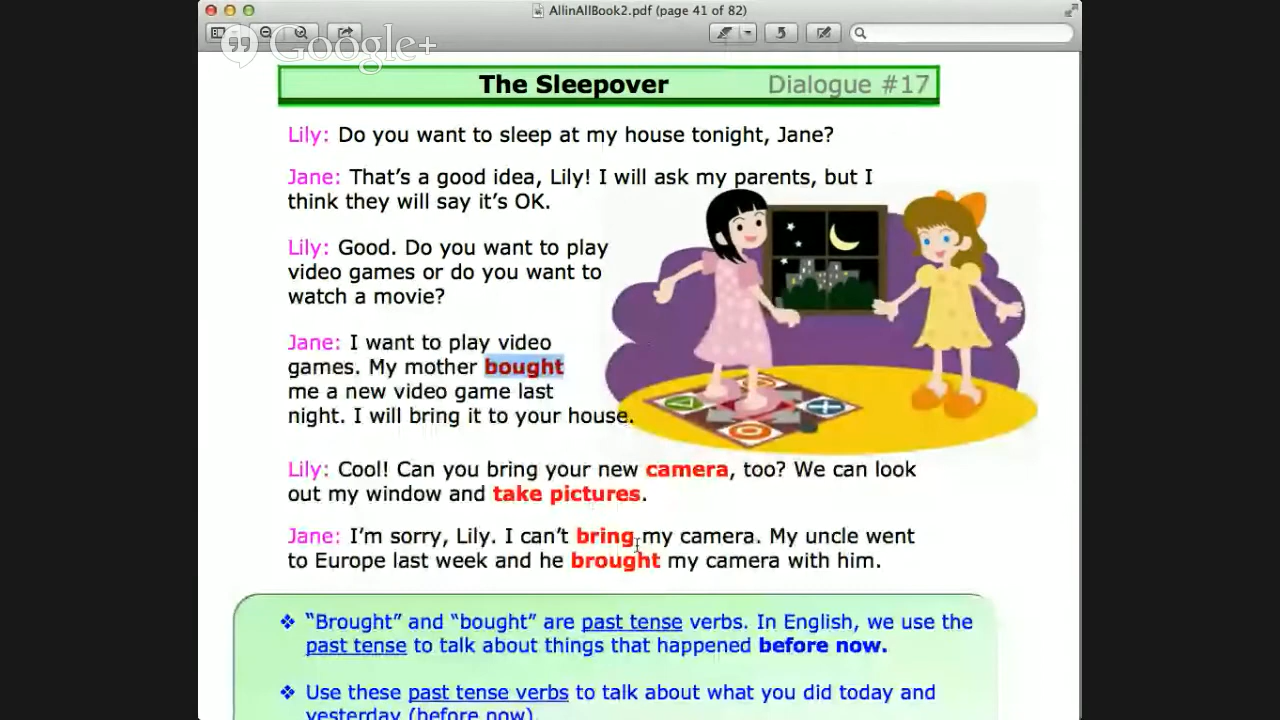 AllinAllBook2.pdf (page 41 of 82)
Google+
The Sleepover Dialogue #17
Lily: Do you want to sleep at my house tonight, Jane?
Jane: That's a good idea, Lily! I will ask my parents, but I
think they will say it's OK.
Lily: Good. Do you want to play
video games or do you want to
watch a movie?
Jane: I want to play video
games. My mother bought
me a new video game last
night. I will bring it to your house.
Lily: Cool! Can you bring your new camera, too? We can look
out my window and take pictures.
Jane: I'm sorry, Lily. I can't bring my camera. My uncle went
to Europe last week and he brought my camera with him.
❖ "Brought" and "bought" are past tense verbs. In English, we use the
past tense to talk about things that happened before now.
❖ Use these past tense verbs to talk about what you did today and
yesterday (before now).